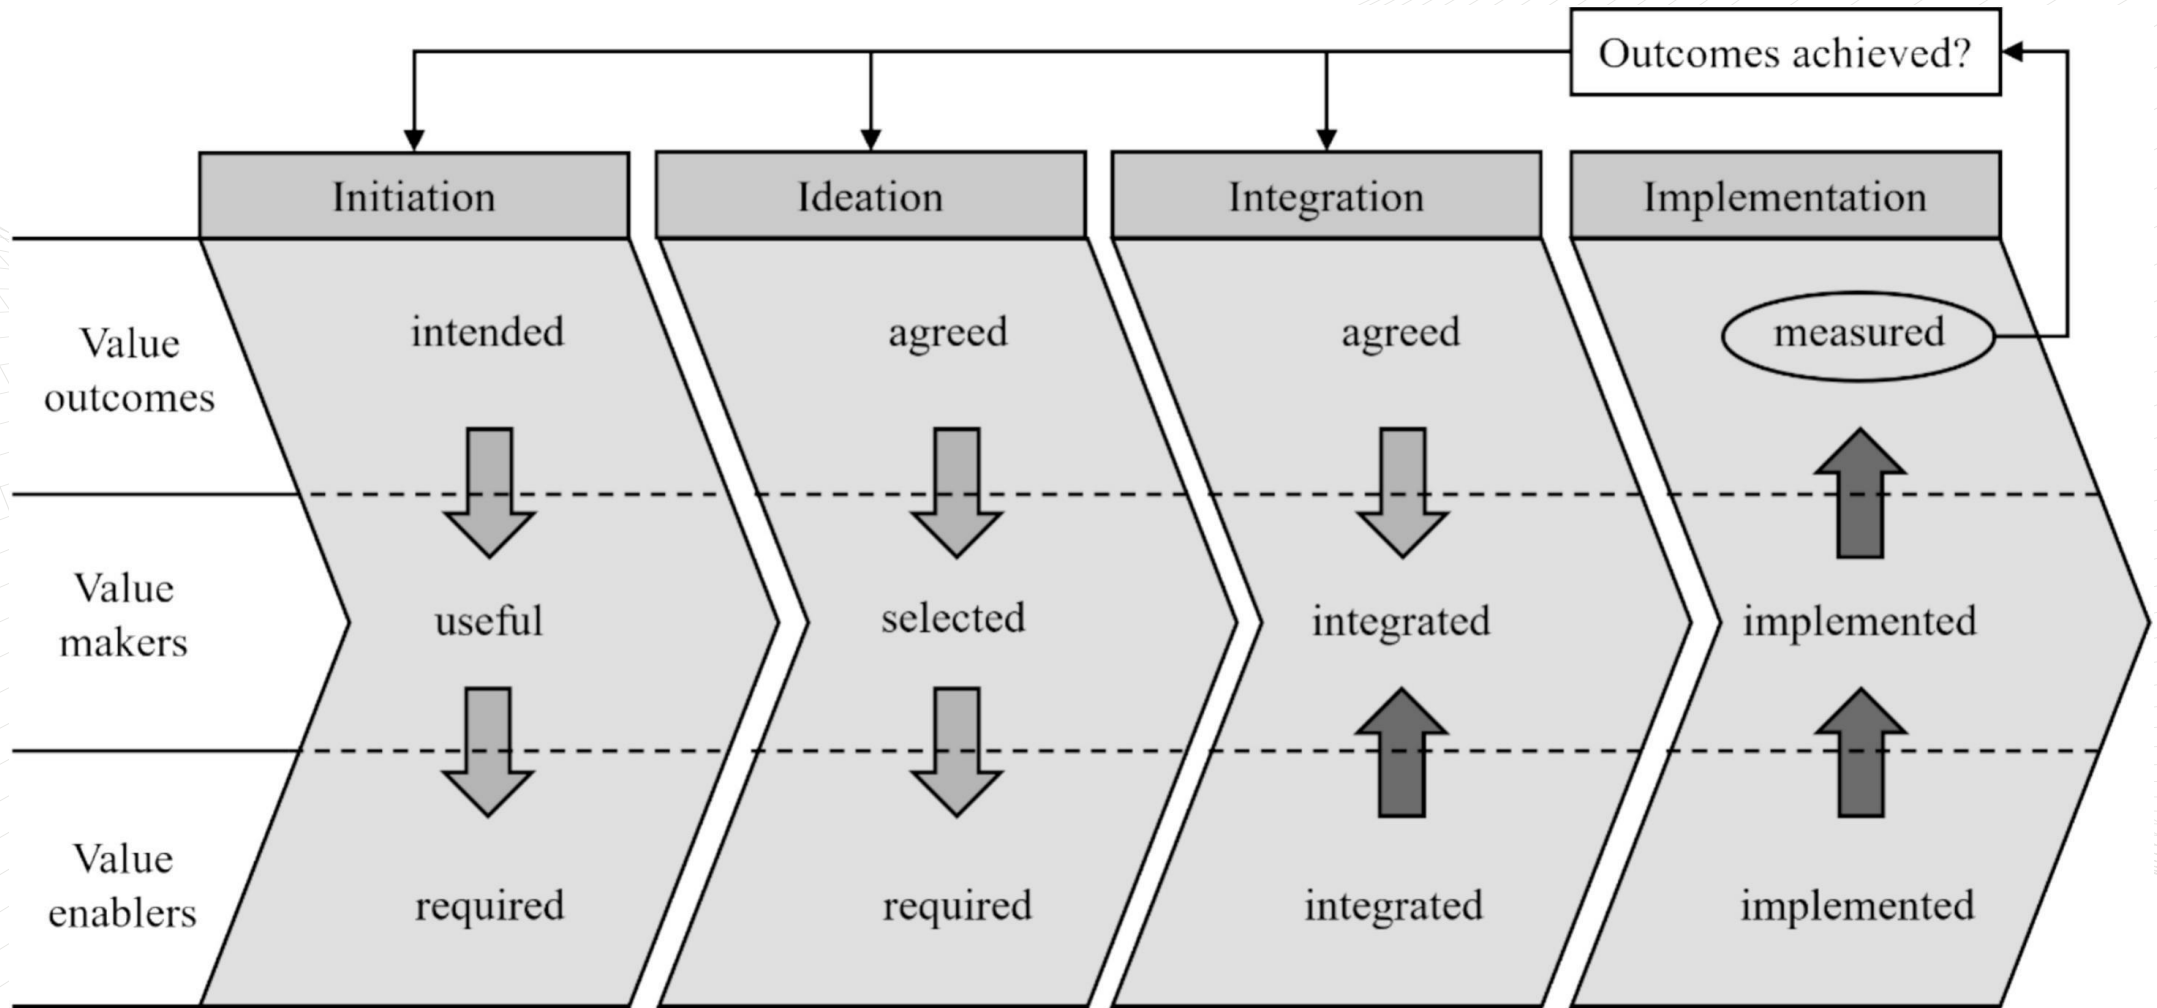 Outcomes achieved?
Initiation
Ideation
Integration
Implementation
Value
outcomes
intended
agreed
agreed
measured
Value
makers
useful
selected
integrated
implemented
Value
enablers
required
required
integrated
implemented